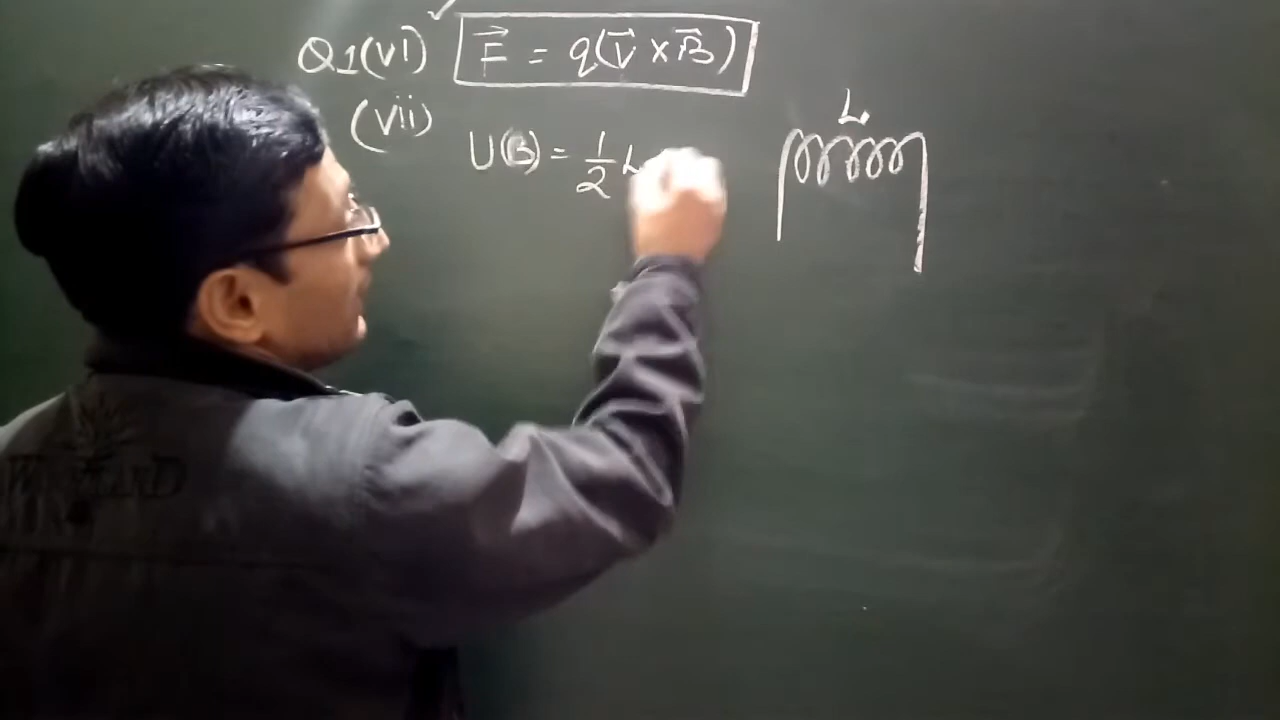 Q1(vi) F⃗ = q(V⃗ × B⃗)
(vii)
U(B) = 1/2 L
L